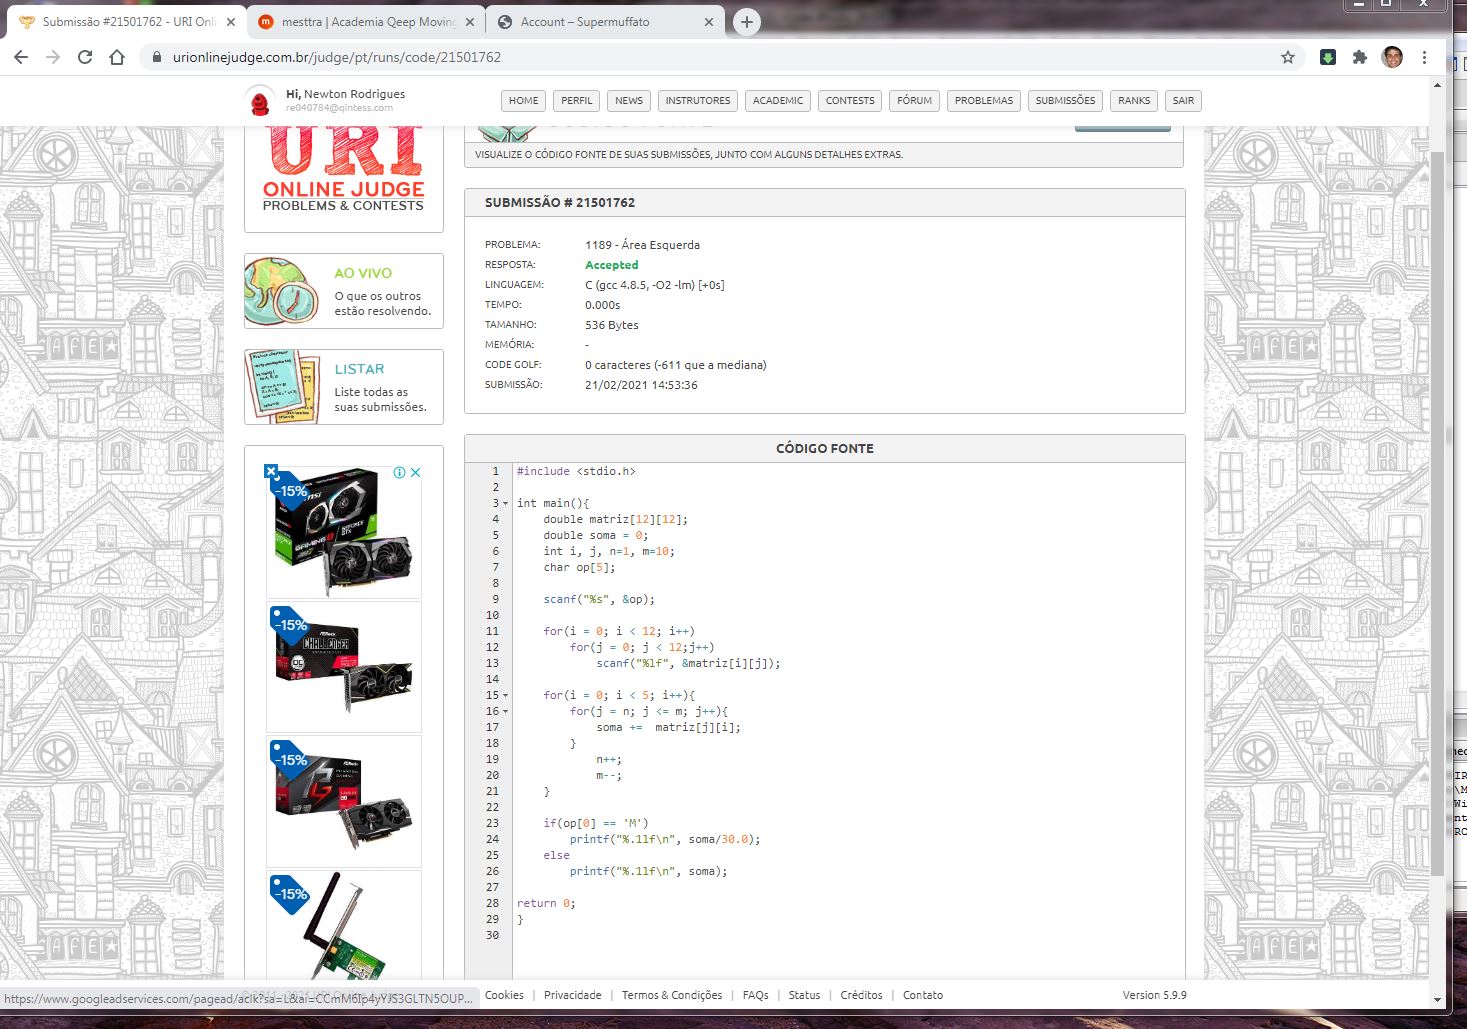 Submissão #21501762 - URI Onl
mesttra | Academia Qeep Moving
Account – Supermuffato
urionlinejudge.com.br/judge/pt/runs/code/21501762
Hi, Newton Rodrigues
re040784@qintess.com
HOME
PERFIL
NEWS
INSTRUTORES
ACADEMIC
CONTESTS
FÓRUM
PROBLEMAS
SUBMISSÕES
RANKS
SAIR
URI
ONLINE JUDGE
PROBLEMS & CONTESTS
VISUALIZE O CÓDIGO FONTE DE SUAS SUBMISSÕES, JUNTO COM ALGUNS DETALHES EXTRAS.
SUBMISSÃO # 21501762
PROBLEMA: 1189 - Área Esquerda
RESPOSTA: Accepted
LINGUAGEM: C (gcc 4.8.5, -O2 -lm) [+0s]
TEMPO: 0.000s
TAMANHO: 536 Bytes
MEMÓRIA: -
CODE GOLF: 0 caracteres (-611 que a mediana)
SUBMISSÃO: 21/02/2021 14:53:36
AO VIVO
O que os outros
estão resolvendo.
LISTAR
Liste todas as
suas submissões.
-15%
-15%
CHALLENGER
-15%
-15%
CÓDIGO FONTE
1 #include <stdio.h>
2
3 int main(){
4 double matriz[12][12];
5 double soma = 0;
6 int i, j, n=1, m=10;
7 char op[5];
8
9 scanf("%s", &op);
10
11 for(i = 0; i < 12; i++)
12 for(j = 0; j < 12;j++)
13 scanf("%lf", &matriz[i][j]);
14
15 for(i = 0; i < 5; i++){
16 for(j = n; j <= m; j++){
17 soma += matriz[j][i];
18 }
19 n++;
20 m--;
21 }
22
23 if(op[0] == 'M')
24 printf("%.1lf\n", soma/30.0);
25 else
26 printf("%.1lf\n", soma);
27
28 return 0;
29 }
30
Cookies | Privacidade | Termos & Condições | FAQs | Status | Créditos | Contato
Version 5.9.9